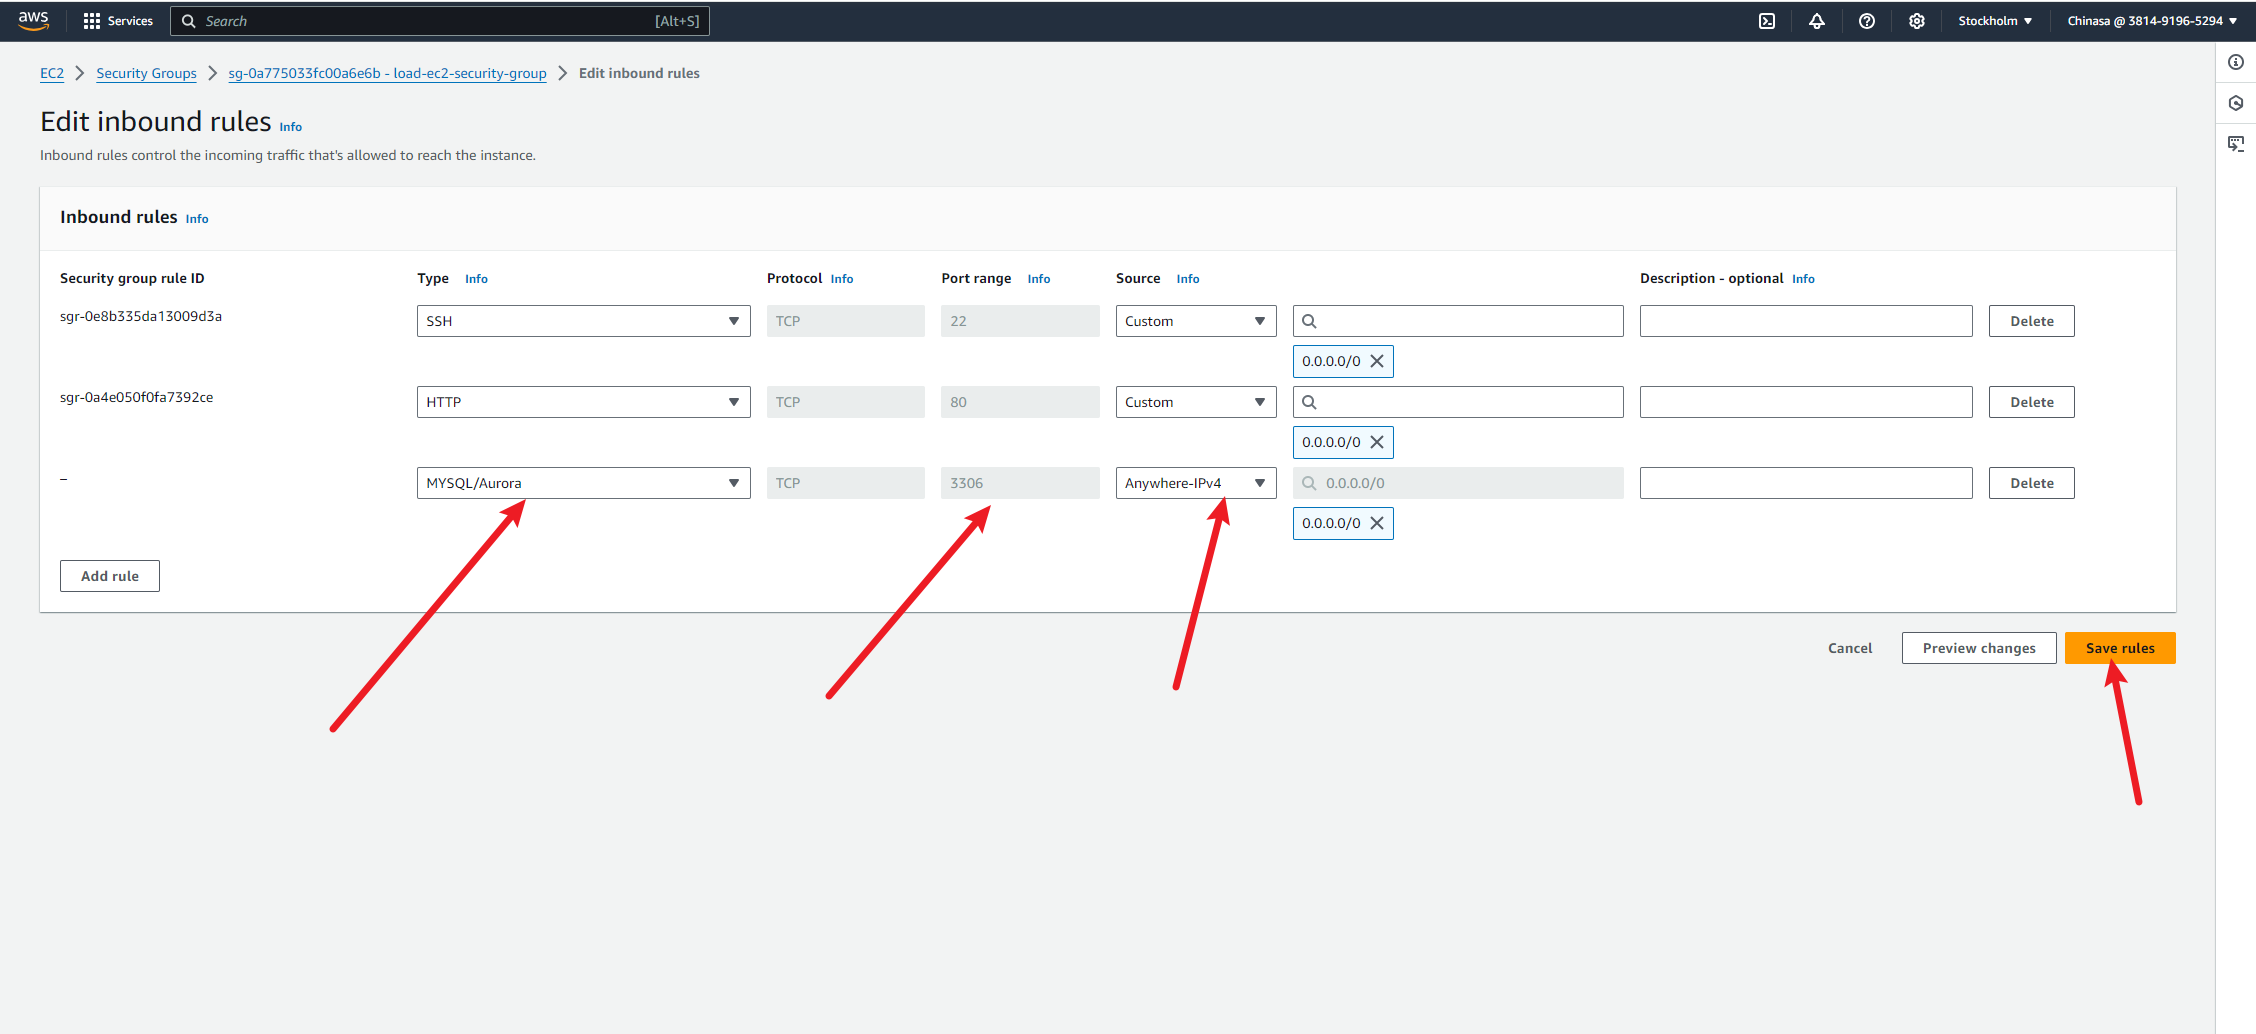 aws Services Search [Alt+S] Stockholm Chinasa @ 3814-9196-5294
EC2 Security Groups sg-0a775033fc00a6e6b - load-ec2-security-group Edit inbound rules
Edit inbound rules Info
Inbound rules control the incoming traffic that's allowed to reach the instance.
Inbound rules Info
Security group rule ID Type Info Protocol Info Port range Info Source Info Description - optional Info
sgr-0e8b335da13009d3a SSH TCP 22 Custom Delete
0.0.0.0/0
sgr-0a4e050f0fa7392ce HTTP TCP 80 Custom Delete
0.0.0.0/0
– MYSQL/Aurora TCP 3306 Anywhere-IPv4 0.0.0.0/0 Delete
0.0.0.0/0
Add rule
Cancel Preview changes Save rules